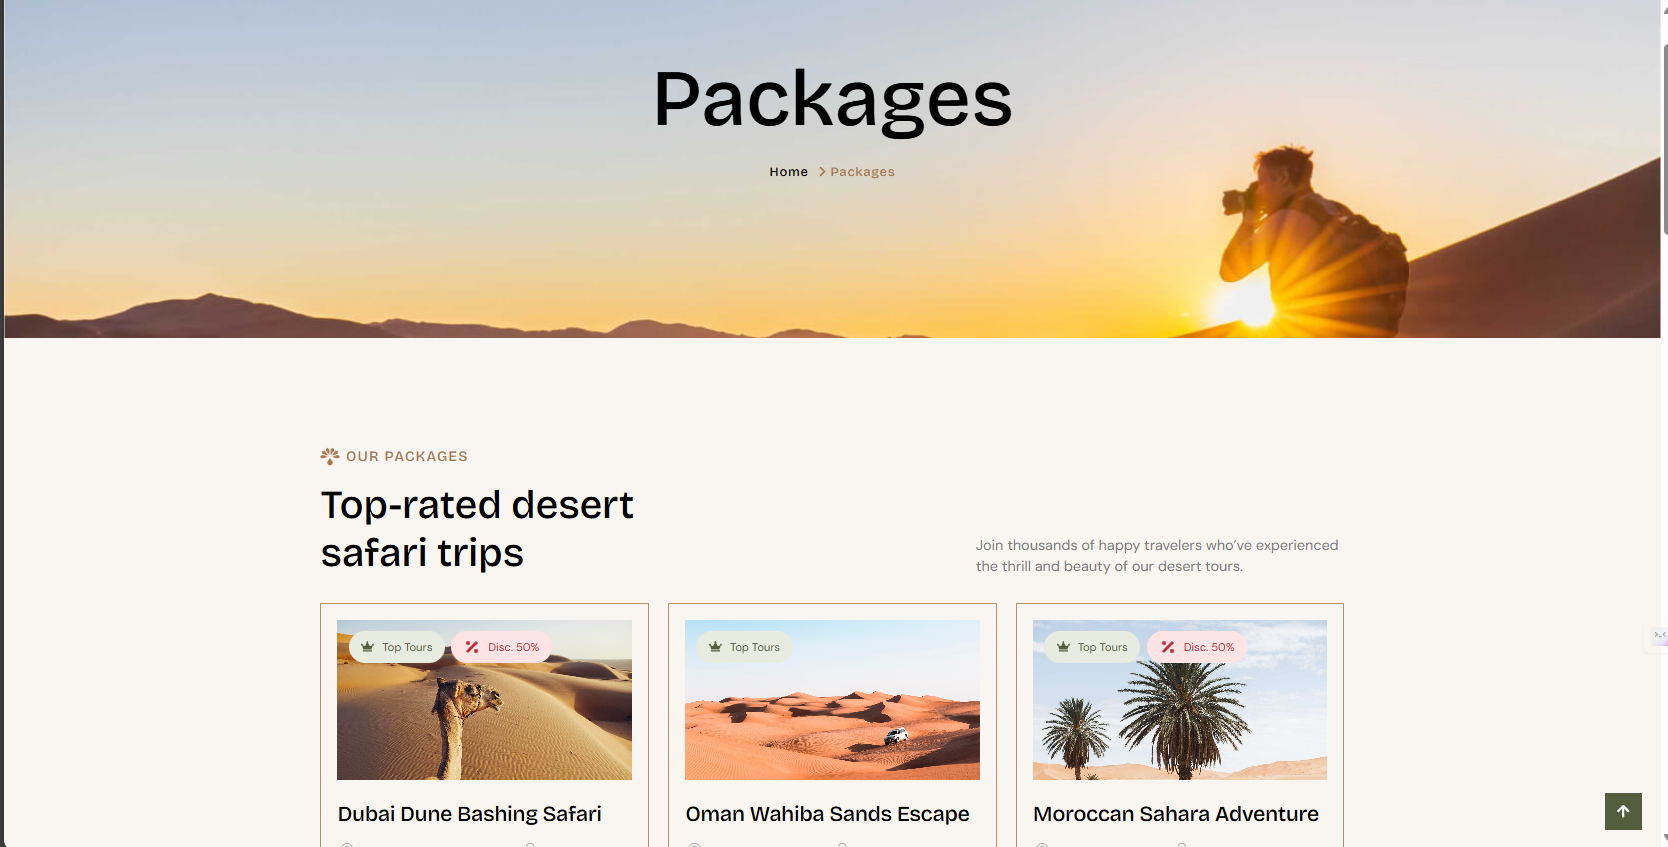 Packages
Home > Packages
OUR PACKAGES
Top-rated desert
safari trips
Join thousands of happy travelers who’ve experienced
the thrill and beauty of our desert tours.
Top Tours Disc. 50%
Top Tours
Top Tours Disc. 50%
Dubai Dune Bashing Safari
Oman Wahiba Sands Escape
Moroccan Sahara Adventure